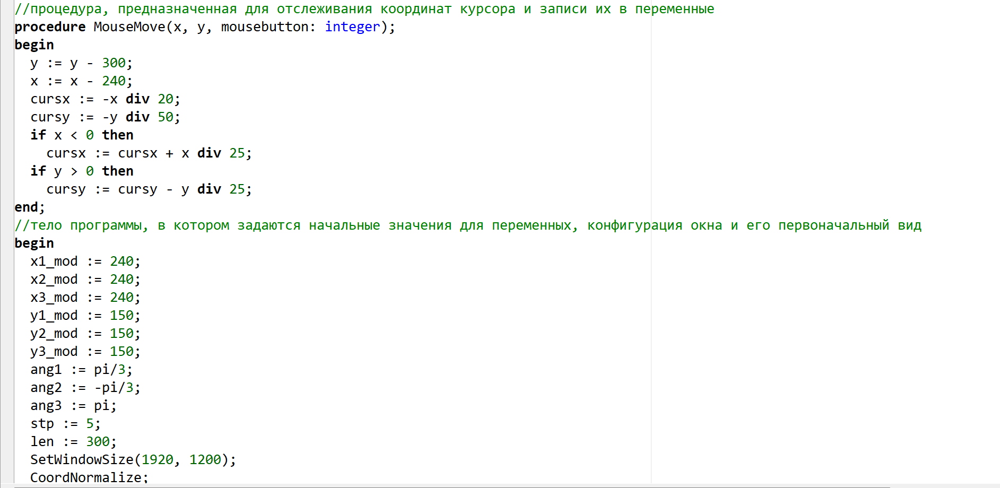 //процедура, предназначенная для отслеживания координат курсора и записи их в переменные
procedure MouseMove(x, y, mousebutton: integer);
begin
  y := y - 300;
  x := x - 240;
  cursx := -x div 20;
  cursy := -y div 50;
  if x < 0 then
    cursx := cursx + x div 25;
  if y > 0 then
    cursy := cursy - y div 25;
end;
//тело программы, в котором задаются начальные значения для переменных, конфигурация окна и его первоначальный вид
begin
  x1_mod := 240;
  x2_mod := 240;
  x3_mod := 240;
  y1_mod := 150;
  y2_mod := 150;
  y3_mod := 150;
  ang1 := pi/3;
  ang2 := -pi/3;
  ang3 := pi;
  stp := 5;
  len := 300;
  SetWindowSize(1920, 1200);
  CoordNormalize;